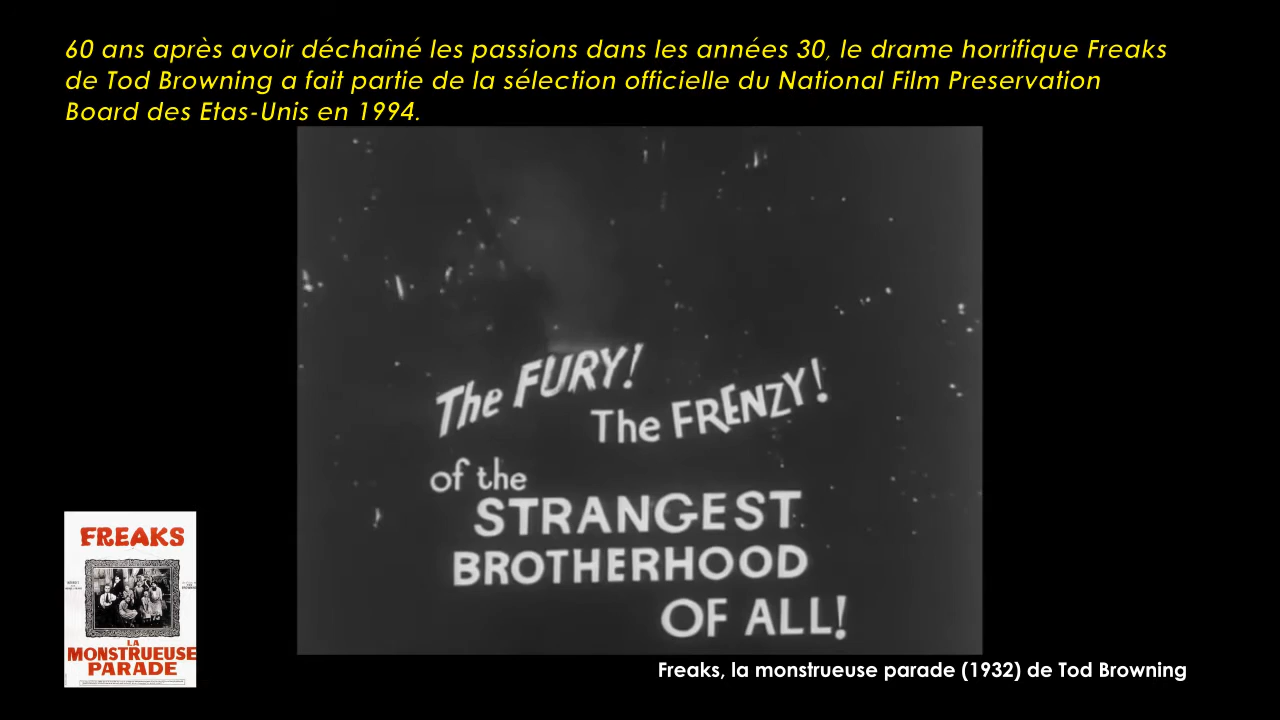 60 ans après avoir déchaîné les passions dans les années 30, le drame horrifique Freaks
de Tod Browning a fait partie de la sélection officielle du National Film Preservation
Board des Etas-Unis en 1994.
The FURY!
The FRENZY!
of the
STRANGEST
BROTHERHOOD
OF ALL!
FREAKS
LA
MONSTRUEUSE
PARADE
Freaks, la monstrueuse parade (1932) de Tod Browning